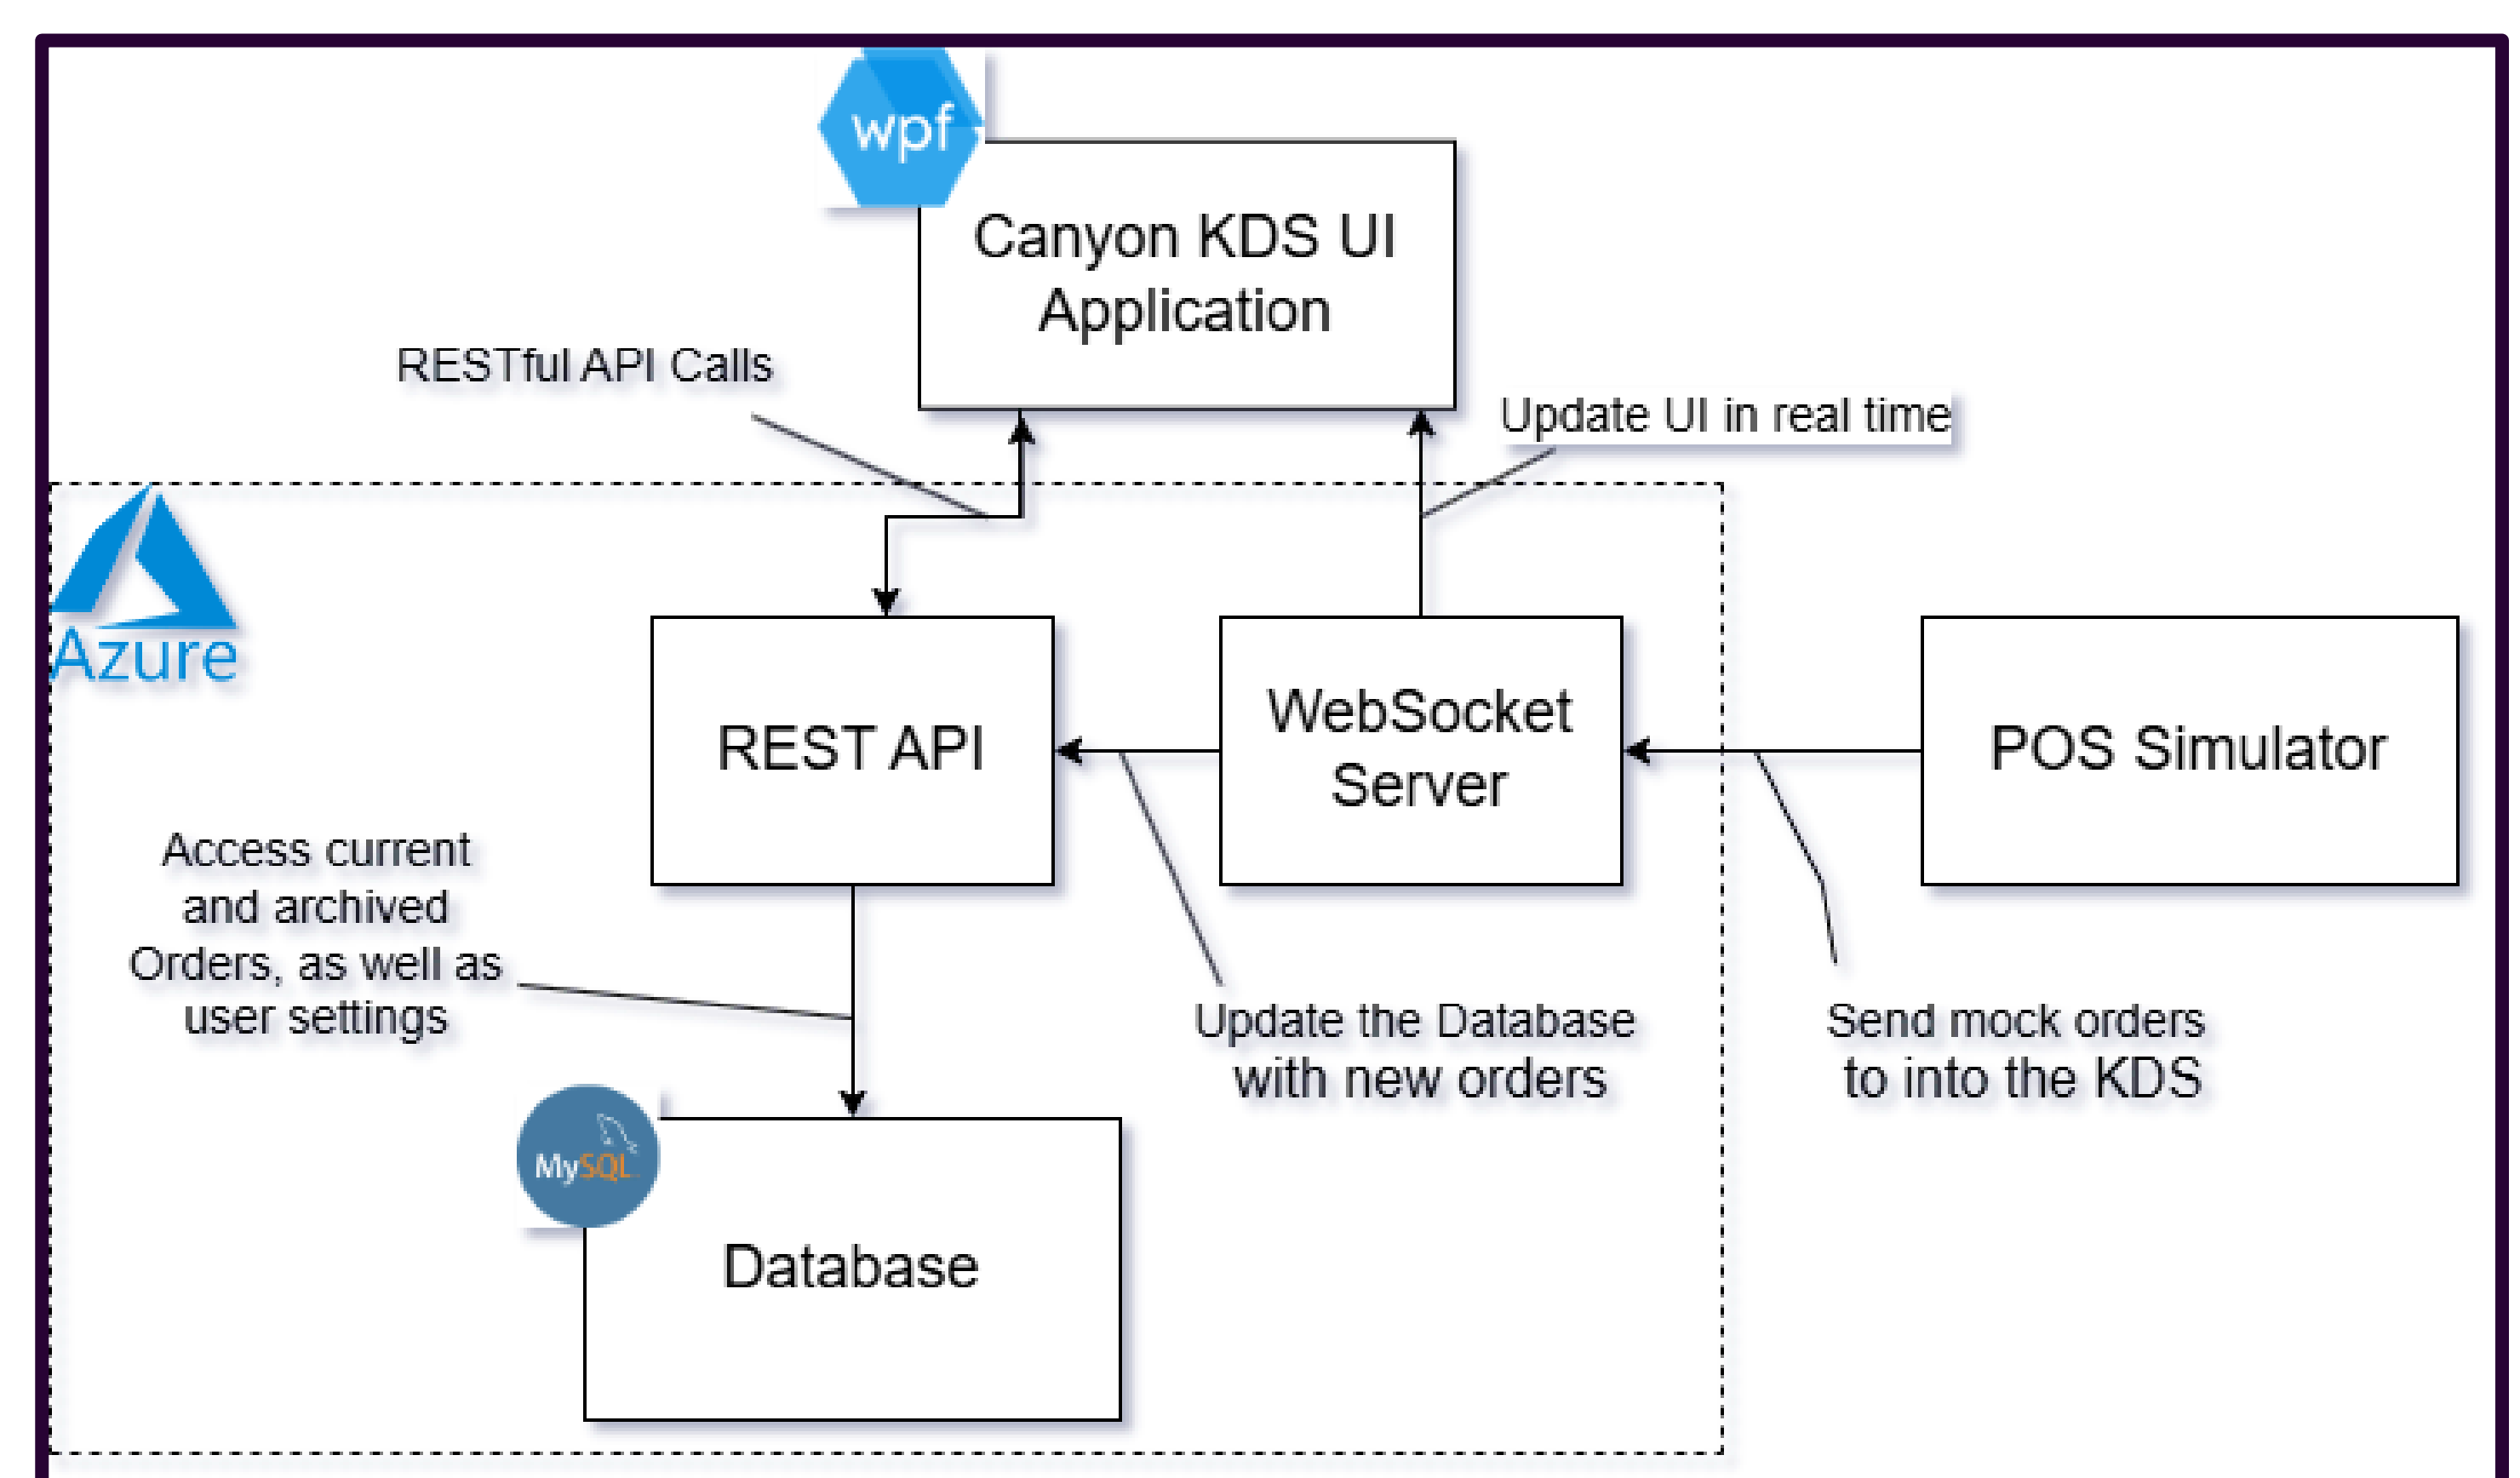 wpf
Canyon KDS UI
Application
RESTful API Calls
Update UI in real time
Azure
REST API
WebSocket
Server
POS Simulator
Access current
and archived
Orders, as well as
user settings
Update the Database
with new orders
Send mock orders
to into the KDS
MySQL
Database